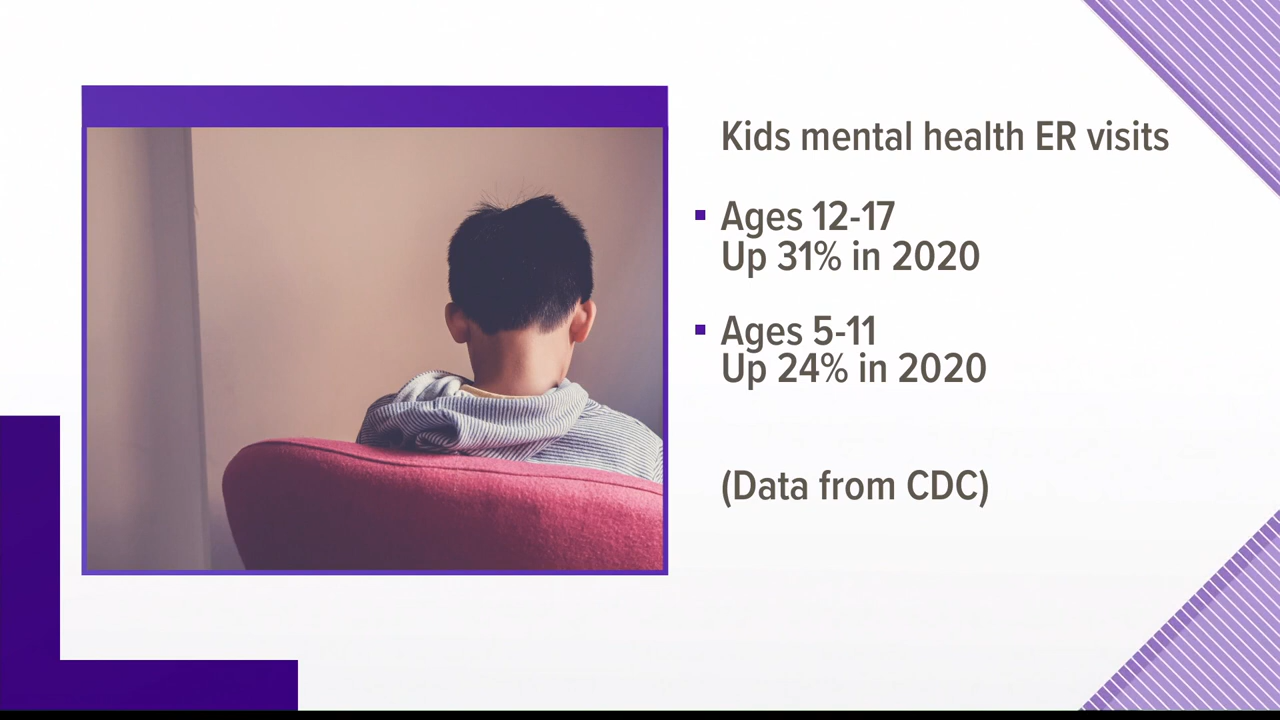 Kids mental health ER visits
Ages 12-17
Up 31% in 2020
Ages 5-11
Up 24% in 2020
(Data from CDC)